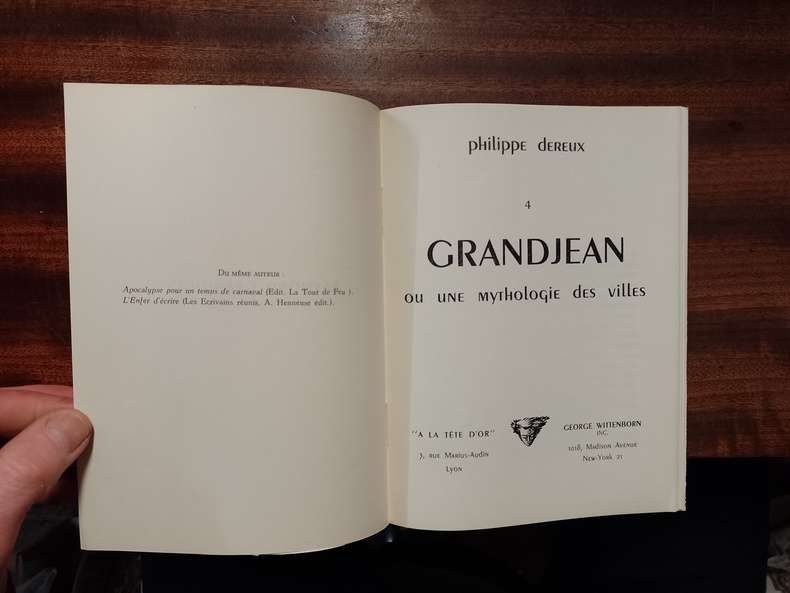 Du même auteur :
Apocalypse pour un temps de carnaval (Edit. La Tour de Feu).
L'Enfer d'écrire (Les Ecrivains réunis, A. Henneuse édit.).
philippe dereux
4
GRANDJEAN
ou une mythologie des villes
"A LA TÊTE D'OR"
3, rue Marius-Audin
Lyon
GEORGE WITTENBORN
INC.
1018, Madison Avenue
New-York 21